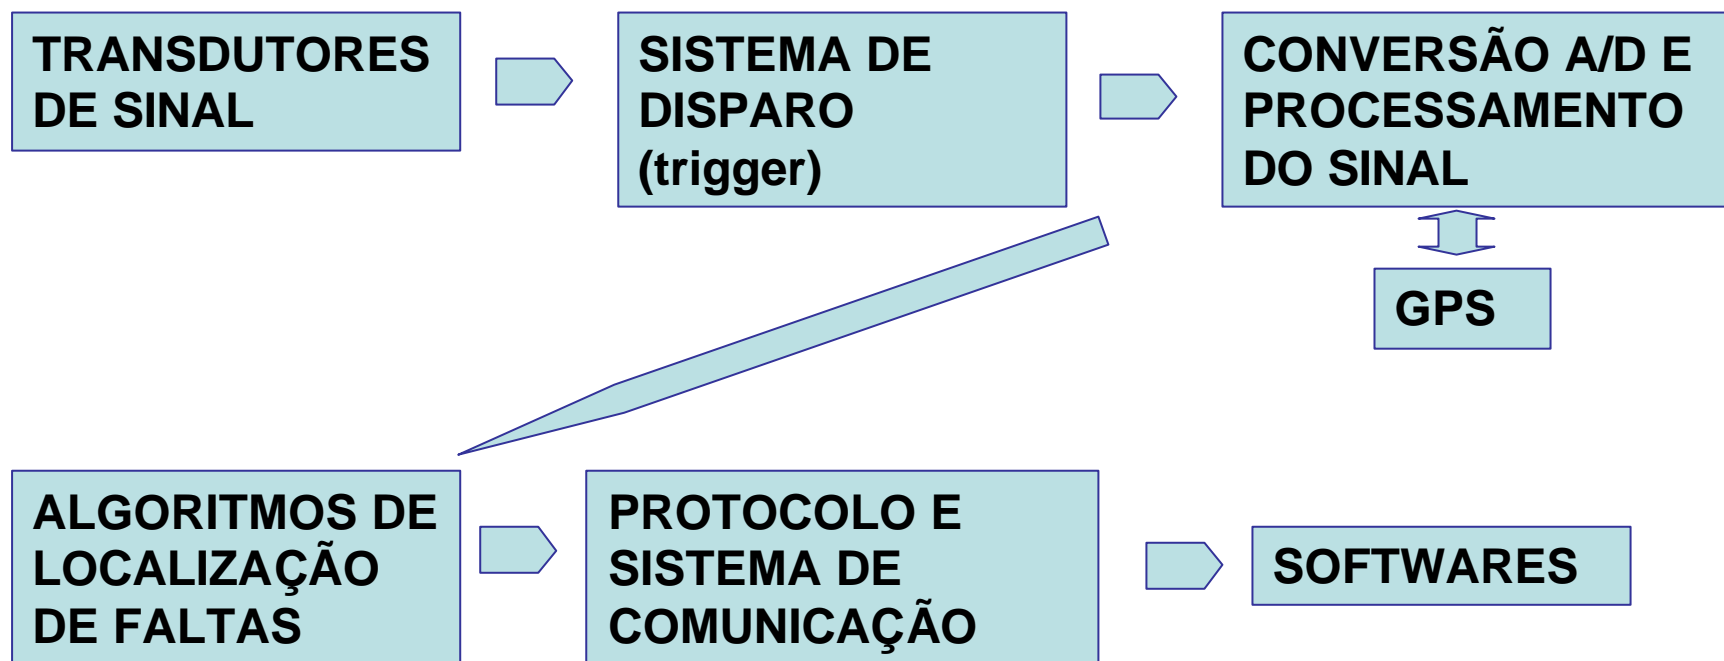 TRANSDUTORES
DE SINAL
SISTEMA DE
DISPARO
(trigger)
CONVERSÃO A/D E
PROCESSAMENTO
DO SINAL
GPS
ALGORITMOS DE
LOCALIZAÇÃO
DE FALTAS
PROTOCOLO E
SISTEMA DE
COMUNICAÇÃO
SOFTWARES